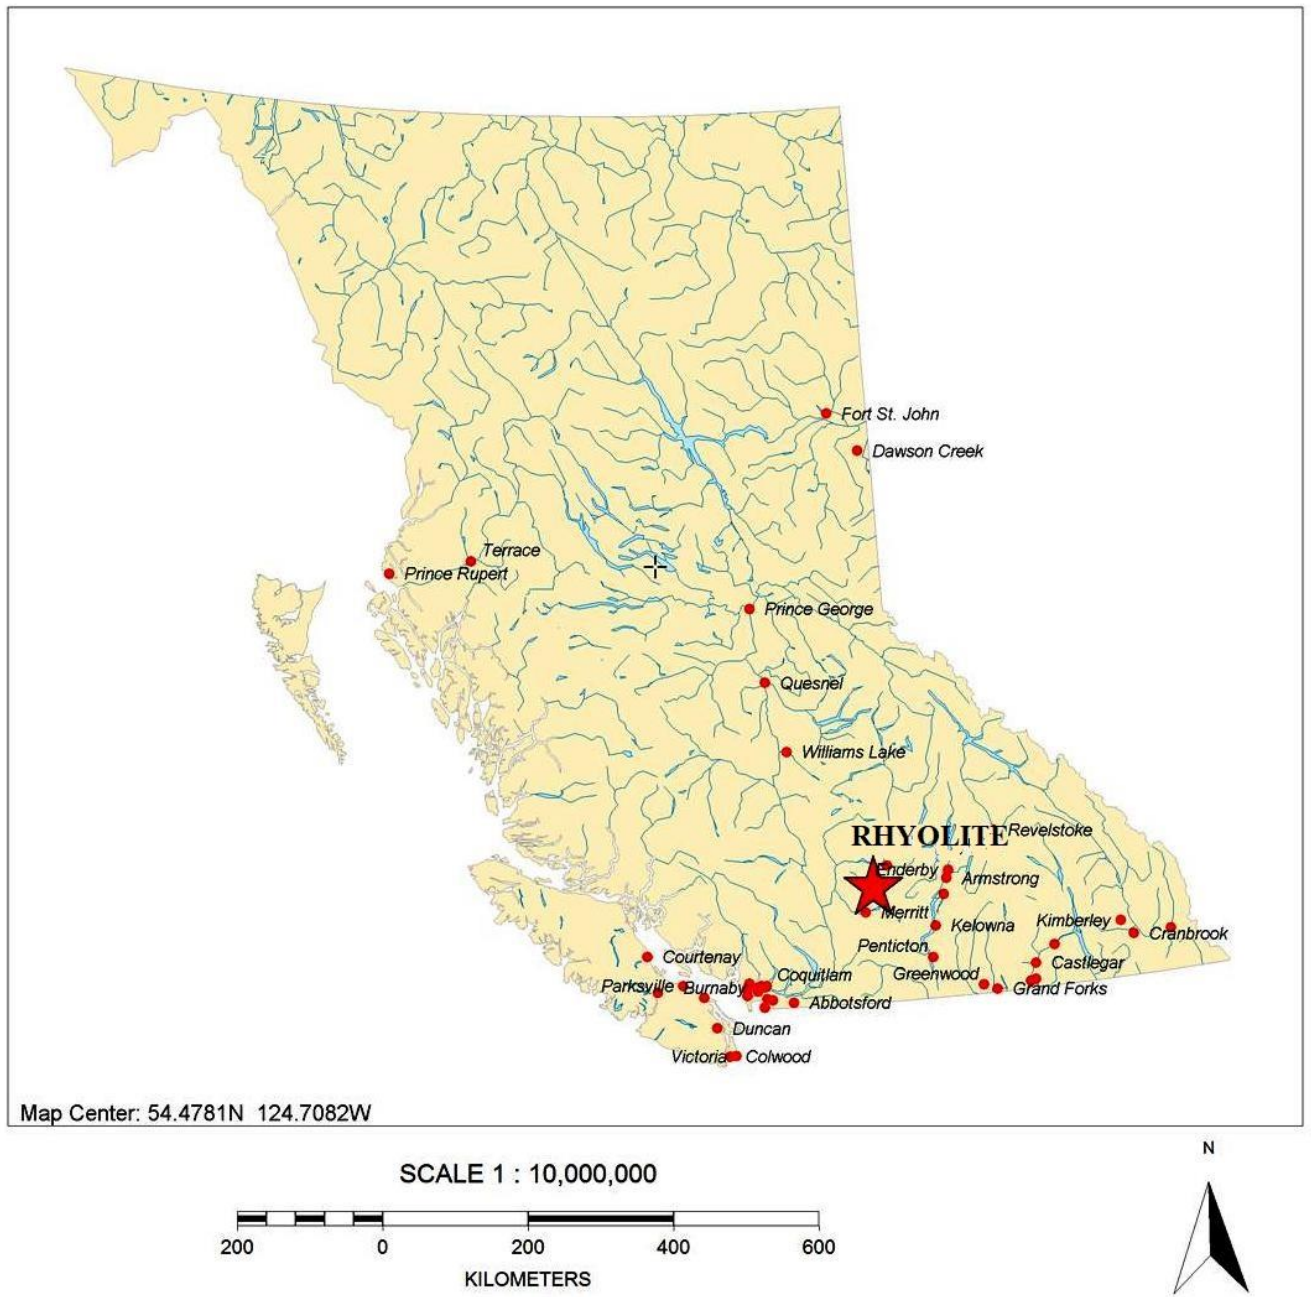 Fort St. John
Dawson Creek
Terrace
Prince Rupert
Prince George
Quesnel
Williams Lake
RHYOLITE
Revelstoke
Enderby
Armstrong
Merritt
Kelowna
Kimberley
Cranbrook
Penticton
Courtenay
Castlegar
Greenwood
Coquitlam
Parksville
Burnaby
Grand Forks
Abbotsford
Duncan
Victoria
Colwood
Map Center: 54.4781N 124.7082W
N
SCALE 1 : 10,000,000
200 0 200 400 600
KILOMETERS